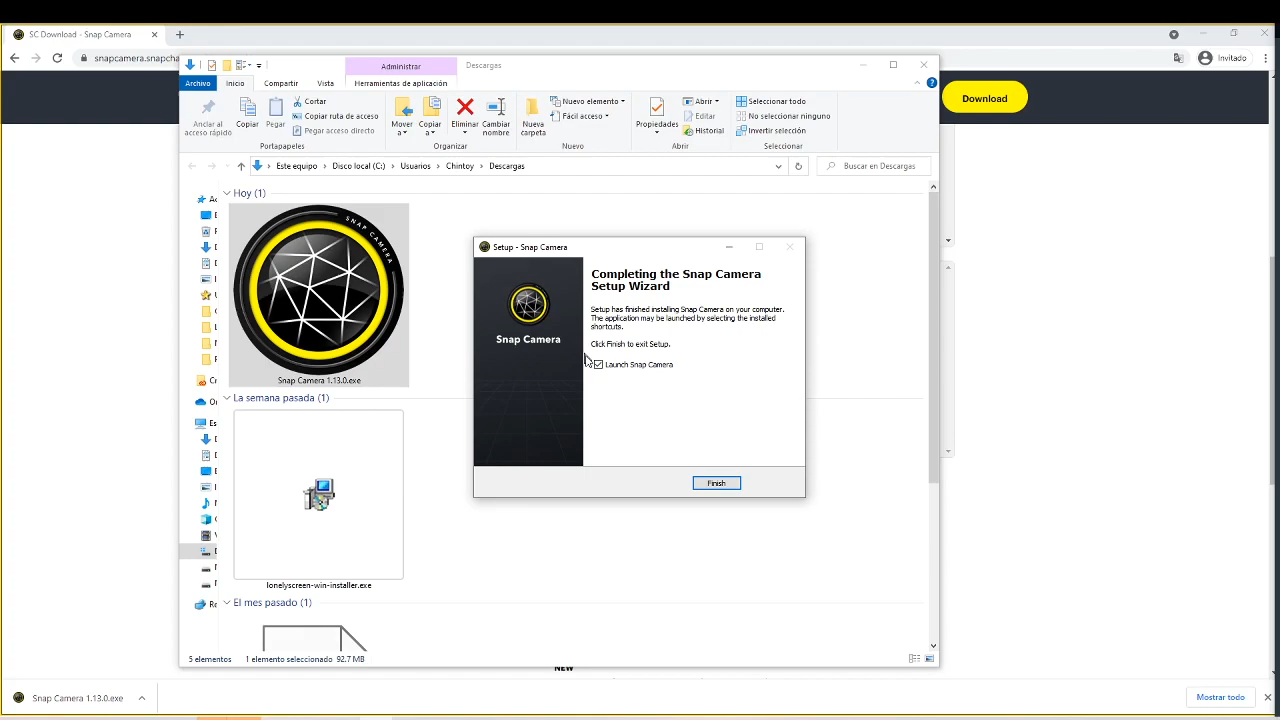 SC Download - Snap Camera
snapcamera.snapcha
Invitado
Download
Administrar
Descargas
Archivo
Inicio
Compartir
Vista
Herramientas de aplicación
Anclar al
acceso rápido
Copiar
Pegar
Cortar
Copiar ruta de acceso
Pegar acceso directo
Portapapeles
Mover
a
Copiar
a
Eliminar
Cambiar
nombre
Organizar
Nueva
carpeta
Nuevo elemento
Fácil acceso
Nuevo
Propiedades
Abrir
Editar
Historial
Abrir
Seleccionar todo
No seleccionar ninguno
Invertir selección
Seleccionar
Este equipo > Disco local (C:) > Usuarios > Chintoy > Descargas
Buscar en Descargas
Hoy (1)
SNAP CAMERA
Snap Camera 1.13.0.exe
La semana pasada (1)
lonelyscreen-win-installer.exe
El mes pasado (1)
5 elementos
1 elemento seleccionado 92,7 MB
Setup - Snap Camera
Snap Camera
Completing the Snap Camera
Setup Wizard
Setup has finished installing Snap Camera on your computer.
The application may be launched by selecting the installed
shortcuts.
Click Finish to exit Setup.
Launch Snap Camera
Finish
NEW
Snap Camera 1.13.0.exe
Mostrar todo